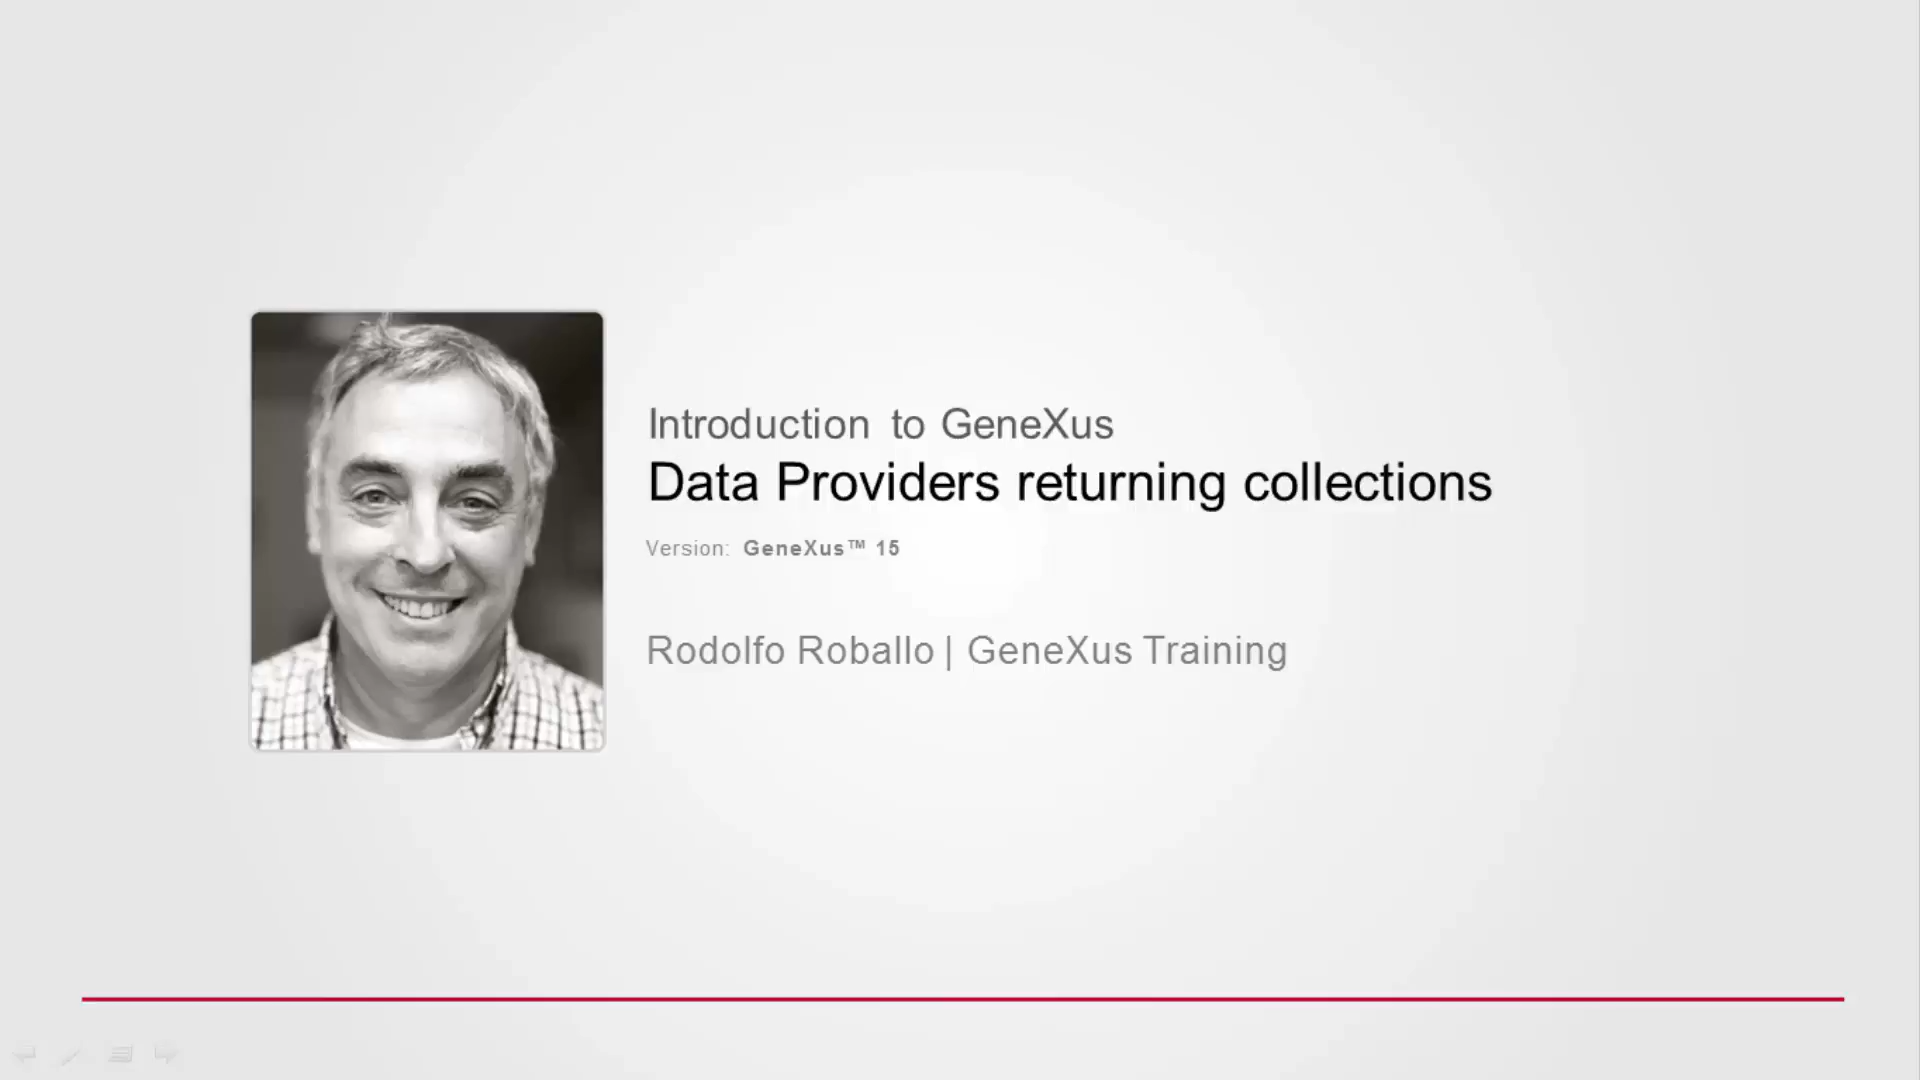 Introduction to GeneXus
Data Providers returning collections
Version: GeneXus™ 15
Rodolfo Roballo | GeneXus Training